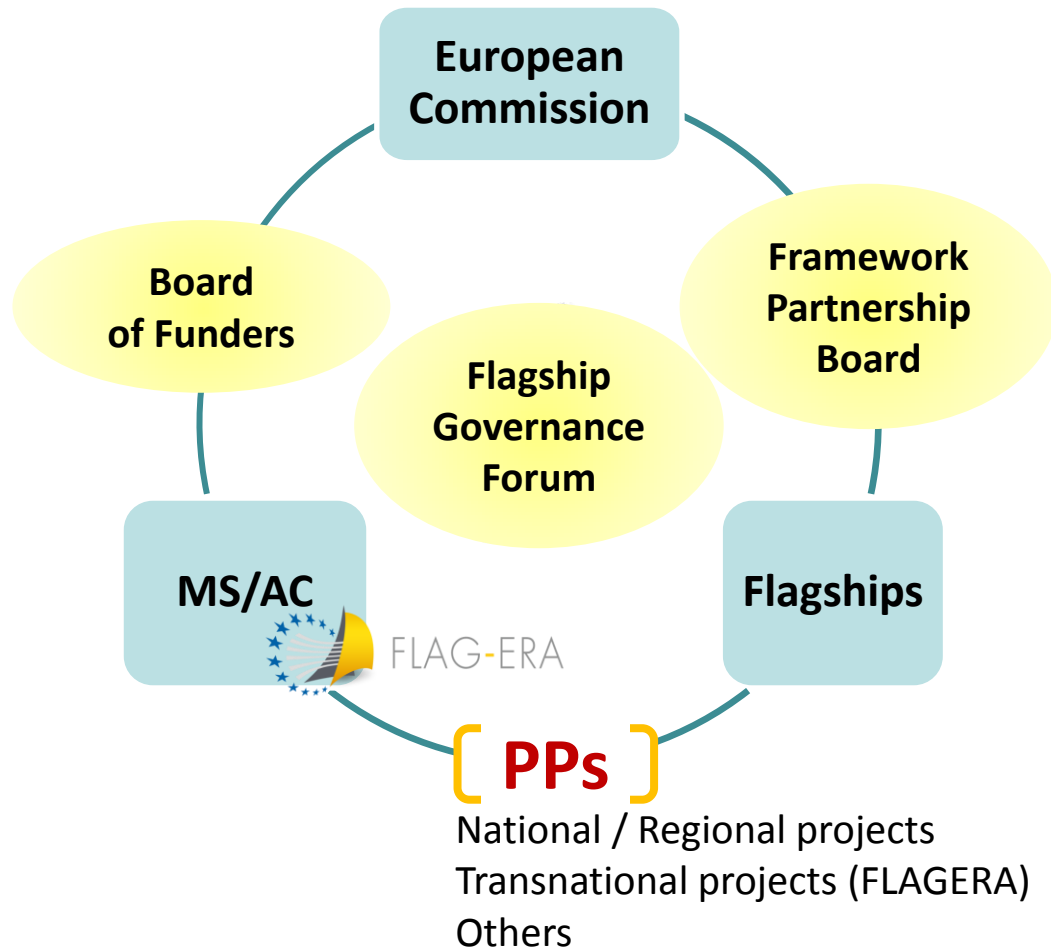 European
Commission
Board
of Funders
Framework
Partnership
Board
Flagship
Governance
Forum
MS/AC
Flagships
FLAG-ERA
[ PPs ]
National / Regional projects
Transnational projects (FLAGERA)
Others